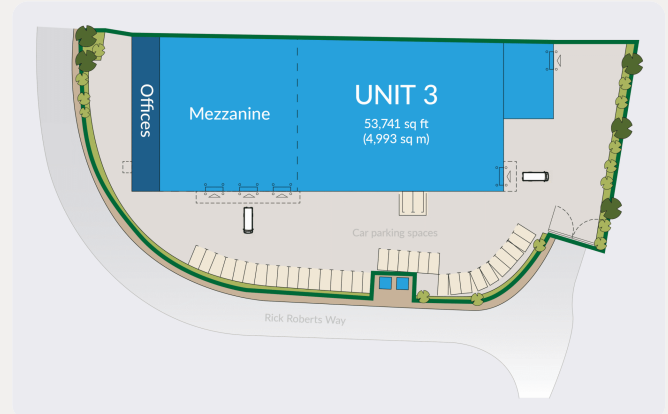 Offices
Mezzanine
UNIT 3
53,741 sq ft
(4,993 sq m)
Car parking spaces
Rick Roberts Way